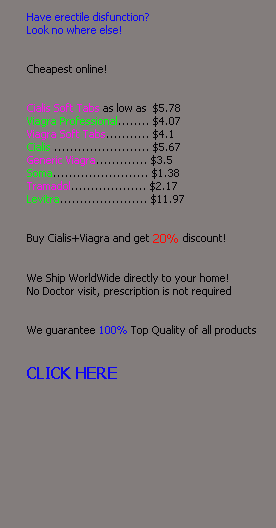 Have erectile disfunction?
Look no where else!
Cheapest online!
Cialis Soft Tabs as low as $5.78
Viagra Professional........ $4.07
Viagra Soft Tabs........... $4.1
Cialis......................... $5.67
Generic Viagra............. $3.5
Soma........................ $1.38
Tramadol................... $2.17
Levitra...................... $11.97
Buy Cialis+Viagra and get 20% discount!
We Ship WorldWide directly to your home!
No Doctor visit, prescription is not required
We guarantee 100% Top Quality of all products
CLICK HERE